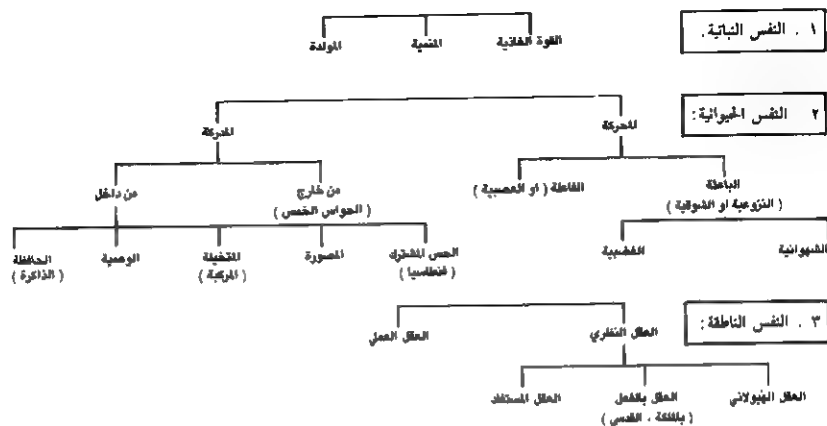 ١ . النفس النباتية .
القوة الغاذية
المنمية
المولدة
٢ النفس الحيوانية :
المحركة
المدركة
الباعثة
( النزوعية او الشوقية )
الفاعلة ( او العصبية )
من خارج
( الحواس الخمس )
من داخل
الشهوانية
الغضبية
الحس المشترك
( فنطاسيا )
المصورة
المتخيلة
( المركبة )
الوهمية
الحافظة
( الذاكرة )
٣ . النفس الناطقة :
العقل النظري
العقل العملي
العقل الهيولاني
العقل بالفعل
( بالملكة ، القدسي )
العقل المستفاد